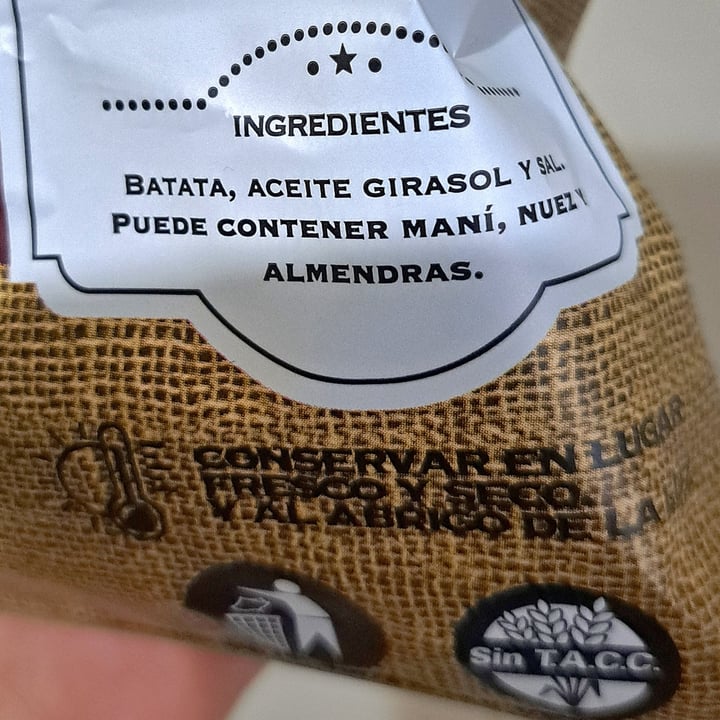 INGREDIENTES
BATATA, ACEITE GIRASOL Y SAL.
PUEDE CONTENER MANÍ, NUEZ Y
ALMENDRAS.
CONSERVAR EN LUGAR
FRESCO Y SECO,
Y AL ABRIGO DE LA
Sin T.A.C.C.